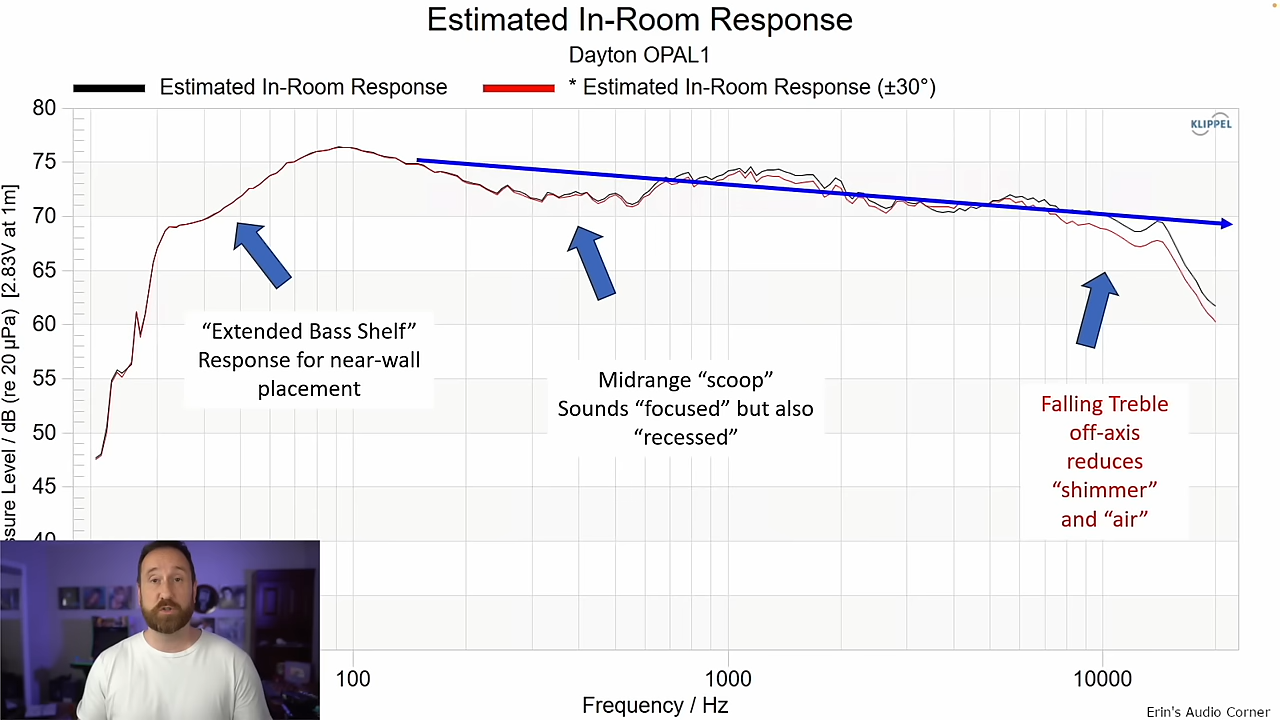 Estimated In-Room Response
Dayton OPAL1
Estimated In-Room Response
* Estimated In-Room Response (±30°)
KLIPPEL
80
75
70
65
60
55
50
45
40
ssure Level / dB (re 20 µPa) [2.83V at 1m]
“Extended Bass Shelf”
Response for near-wall
placement
Midrange “scoop”
Sounds “focused” but also
“recessed”
Falling Treble
off-axis
reduces
“shimmer”
and “air”
100
1000
10000
Frequency / Hz
Erin's Audio Corner